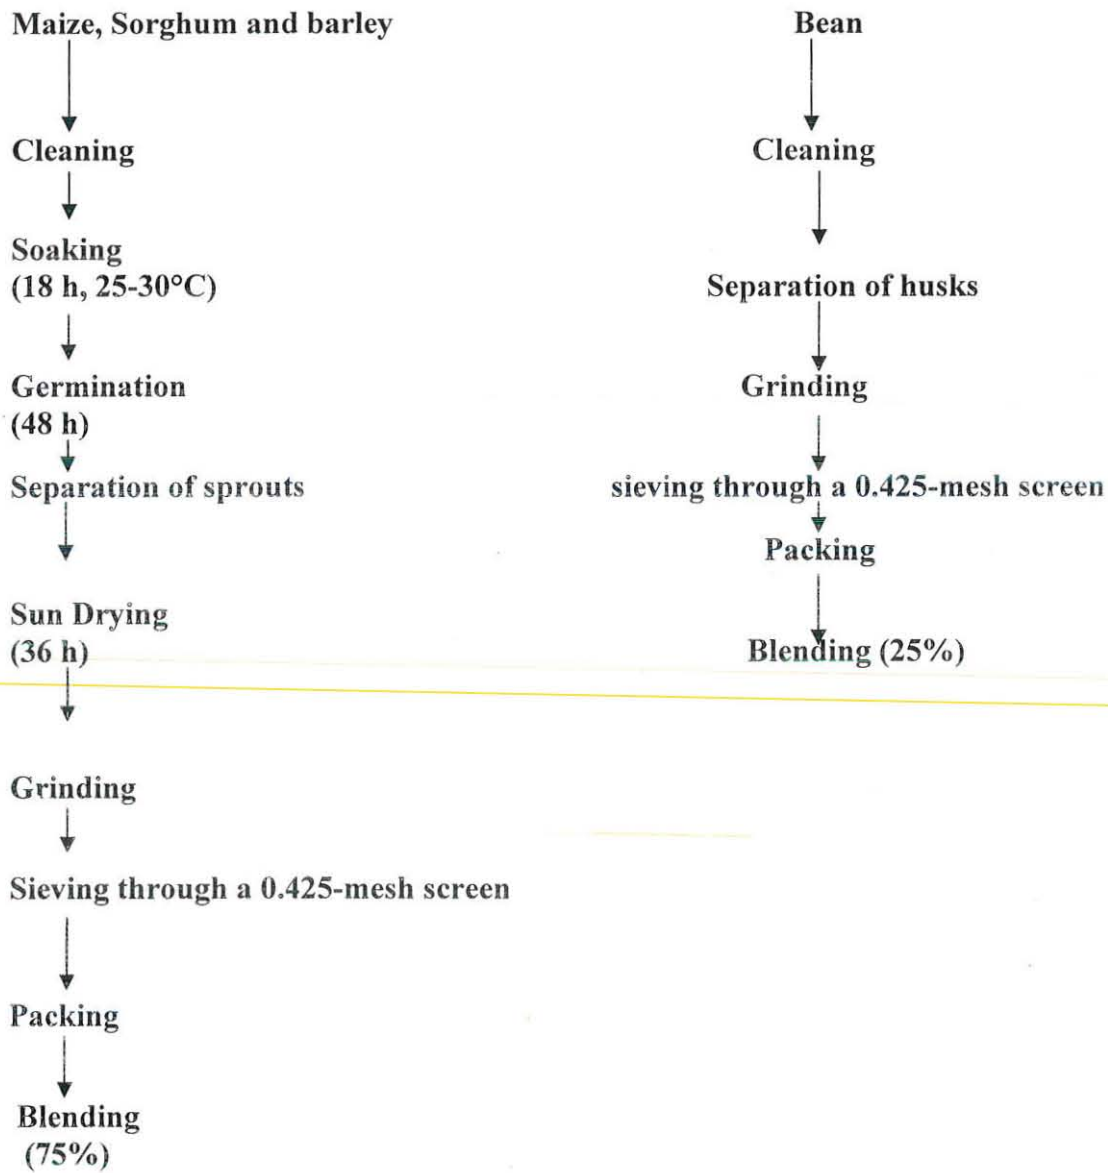 Maize, Sorghum and barley
Cleaning
Soaking
(18 h, 25-30°C)
Germination
(48 h)
Separation of sprouts
Sun Drying
(36 h)
Grinding
Sieving through a 0.425-mesh screen
Packing
Blending
(75%)
Bean
Cleaning
Separation of husks
Grinding
sieving through a 0.425-mesh screen
Packing
Blending (25%)